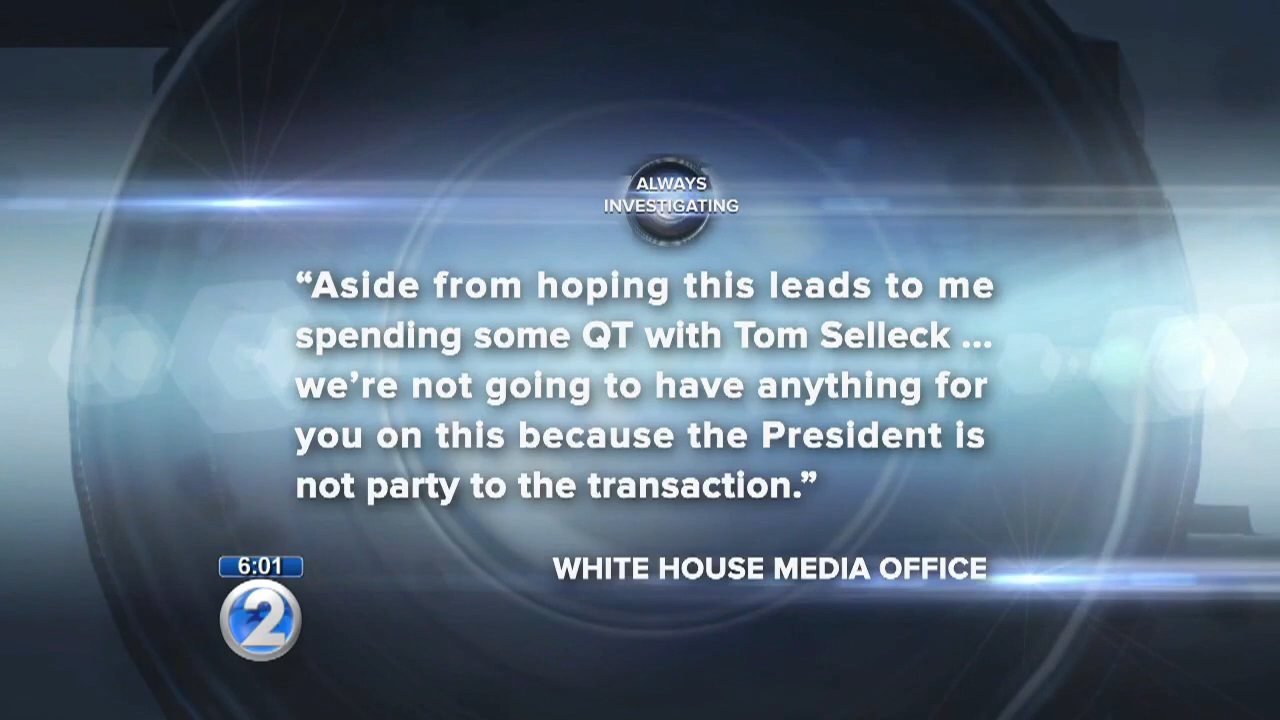 ALWAYS
INVESTIGATING
“Aside from hoping this leads to me
spending some QT with Tom Selleck ...
we’re not going to have anything for
you on this because the President is
not party to the transaction.”
WHITE HOUSE MEDIA OFFICE
6:01
2